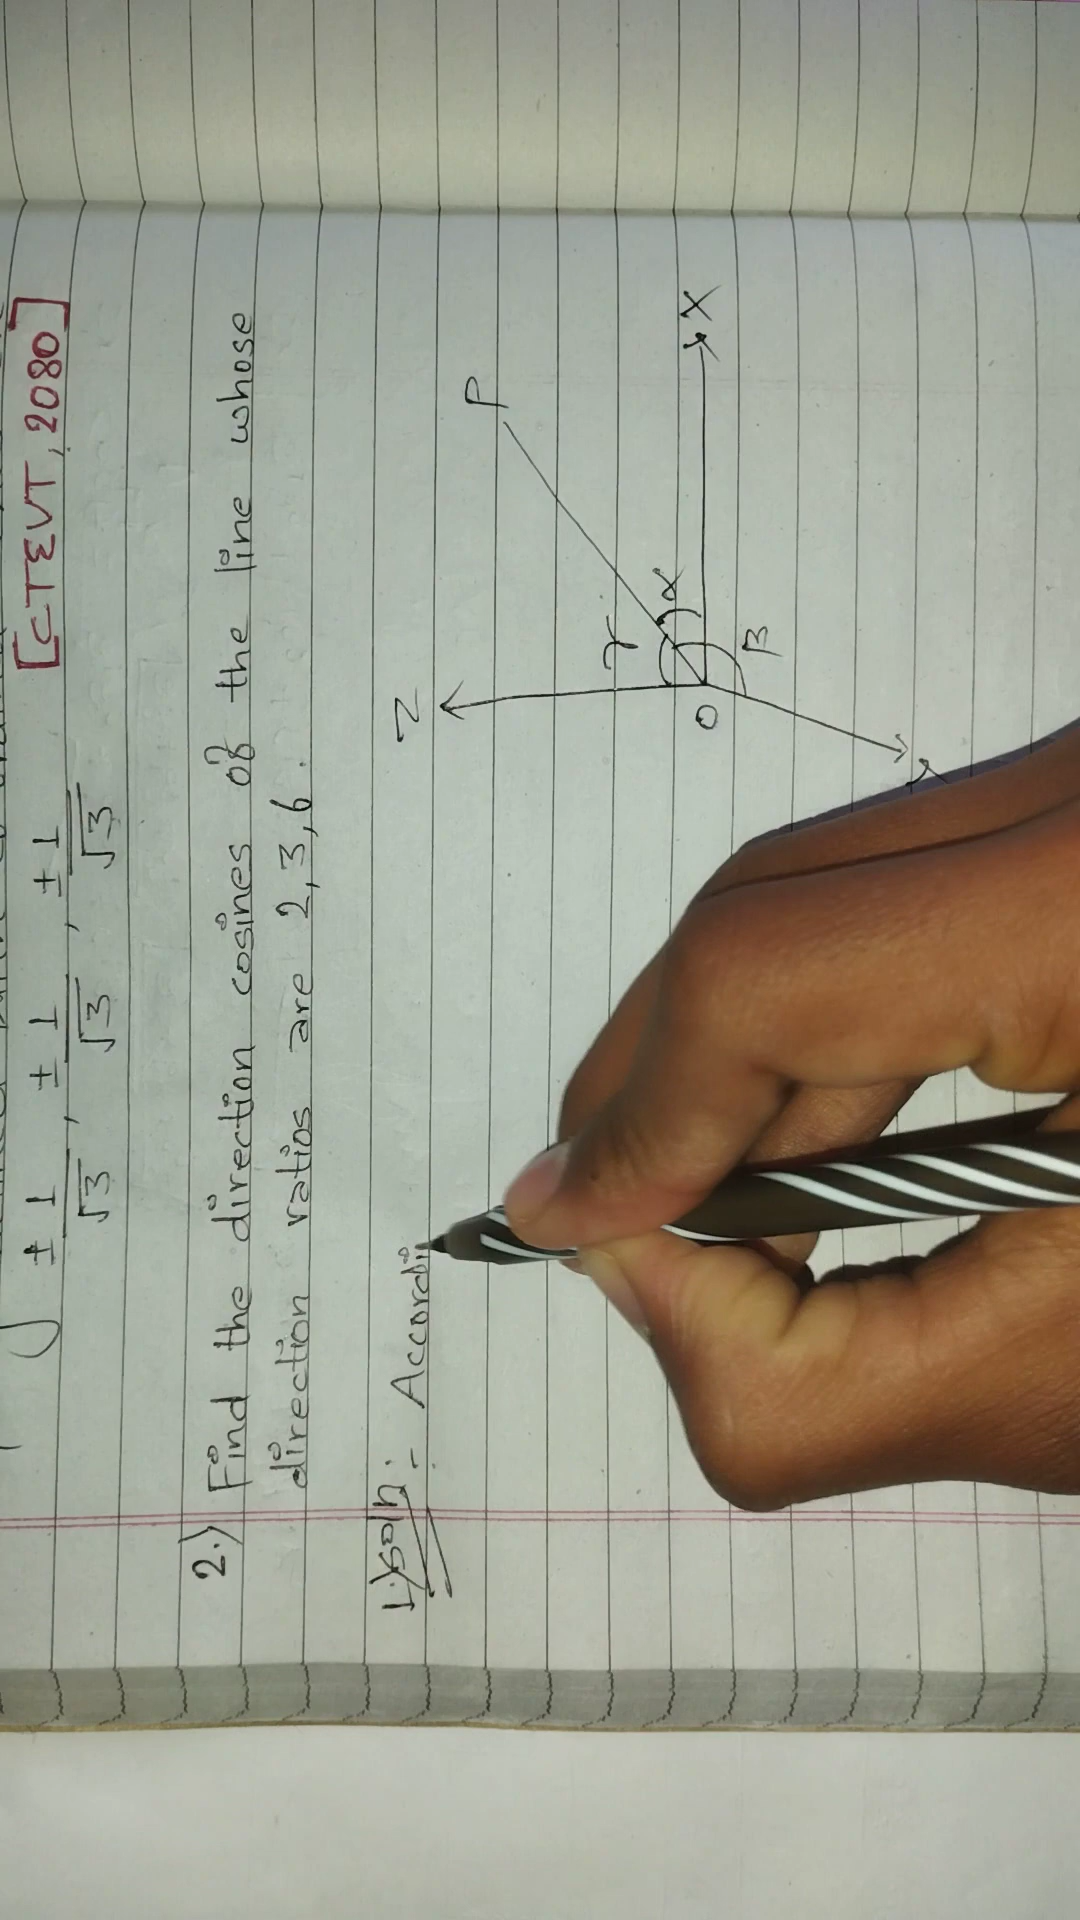 ± 1/√3 , ± 1/√3 , ± 1/√3
[CTEVT, 2080]
2.) Find the direction cosines of the line whose
direction ratios are 2, 3, 6.
soln:- Accordi
Z
P
γ
α
X
O
β
Y